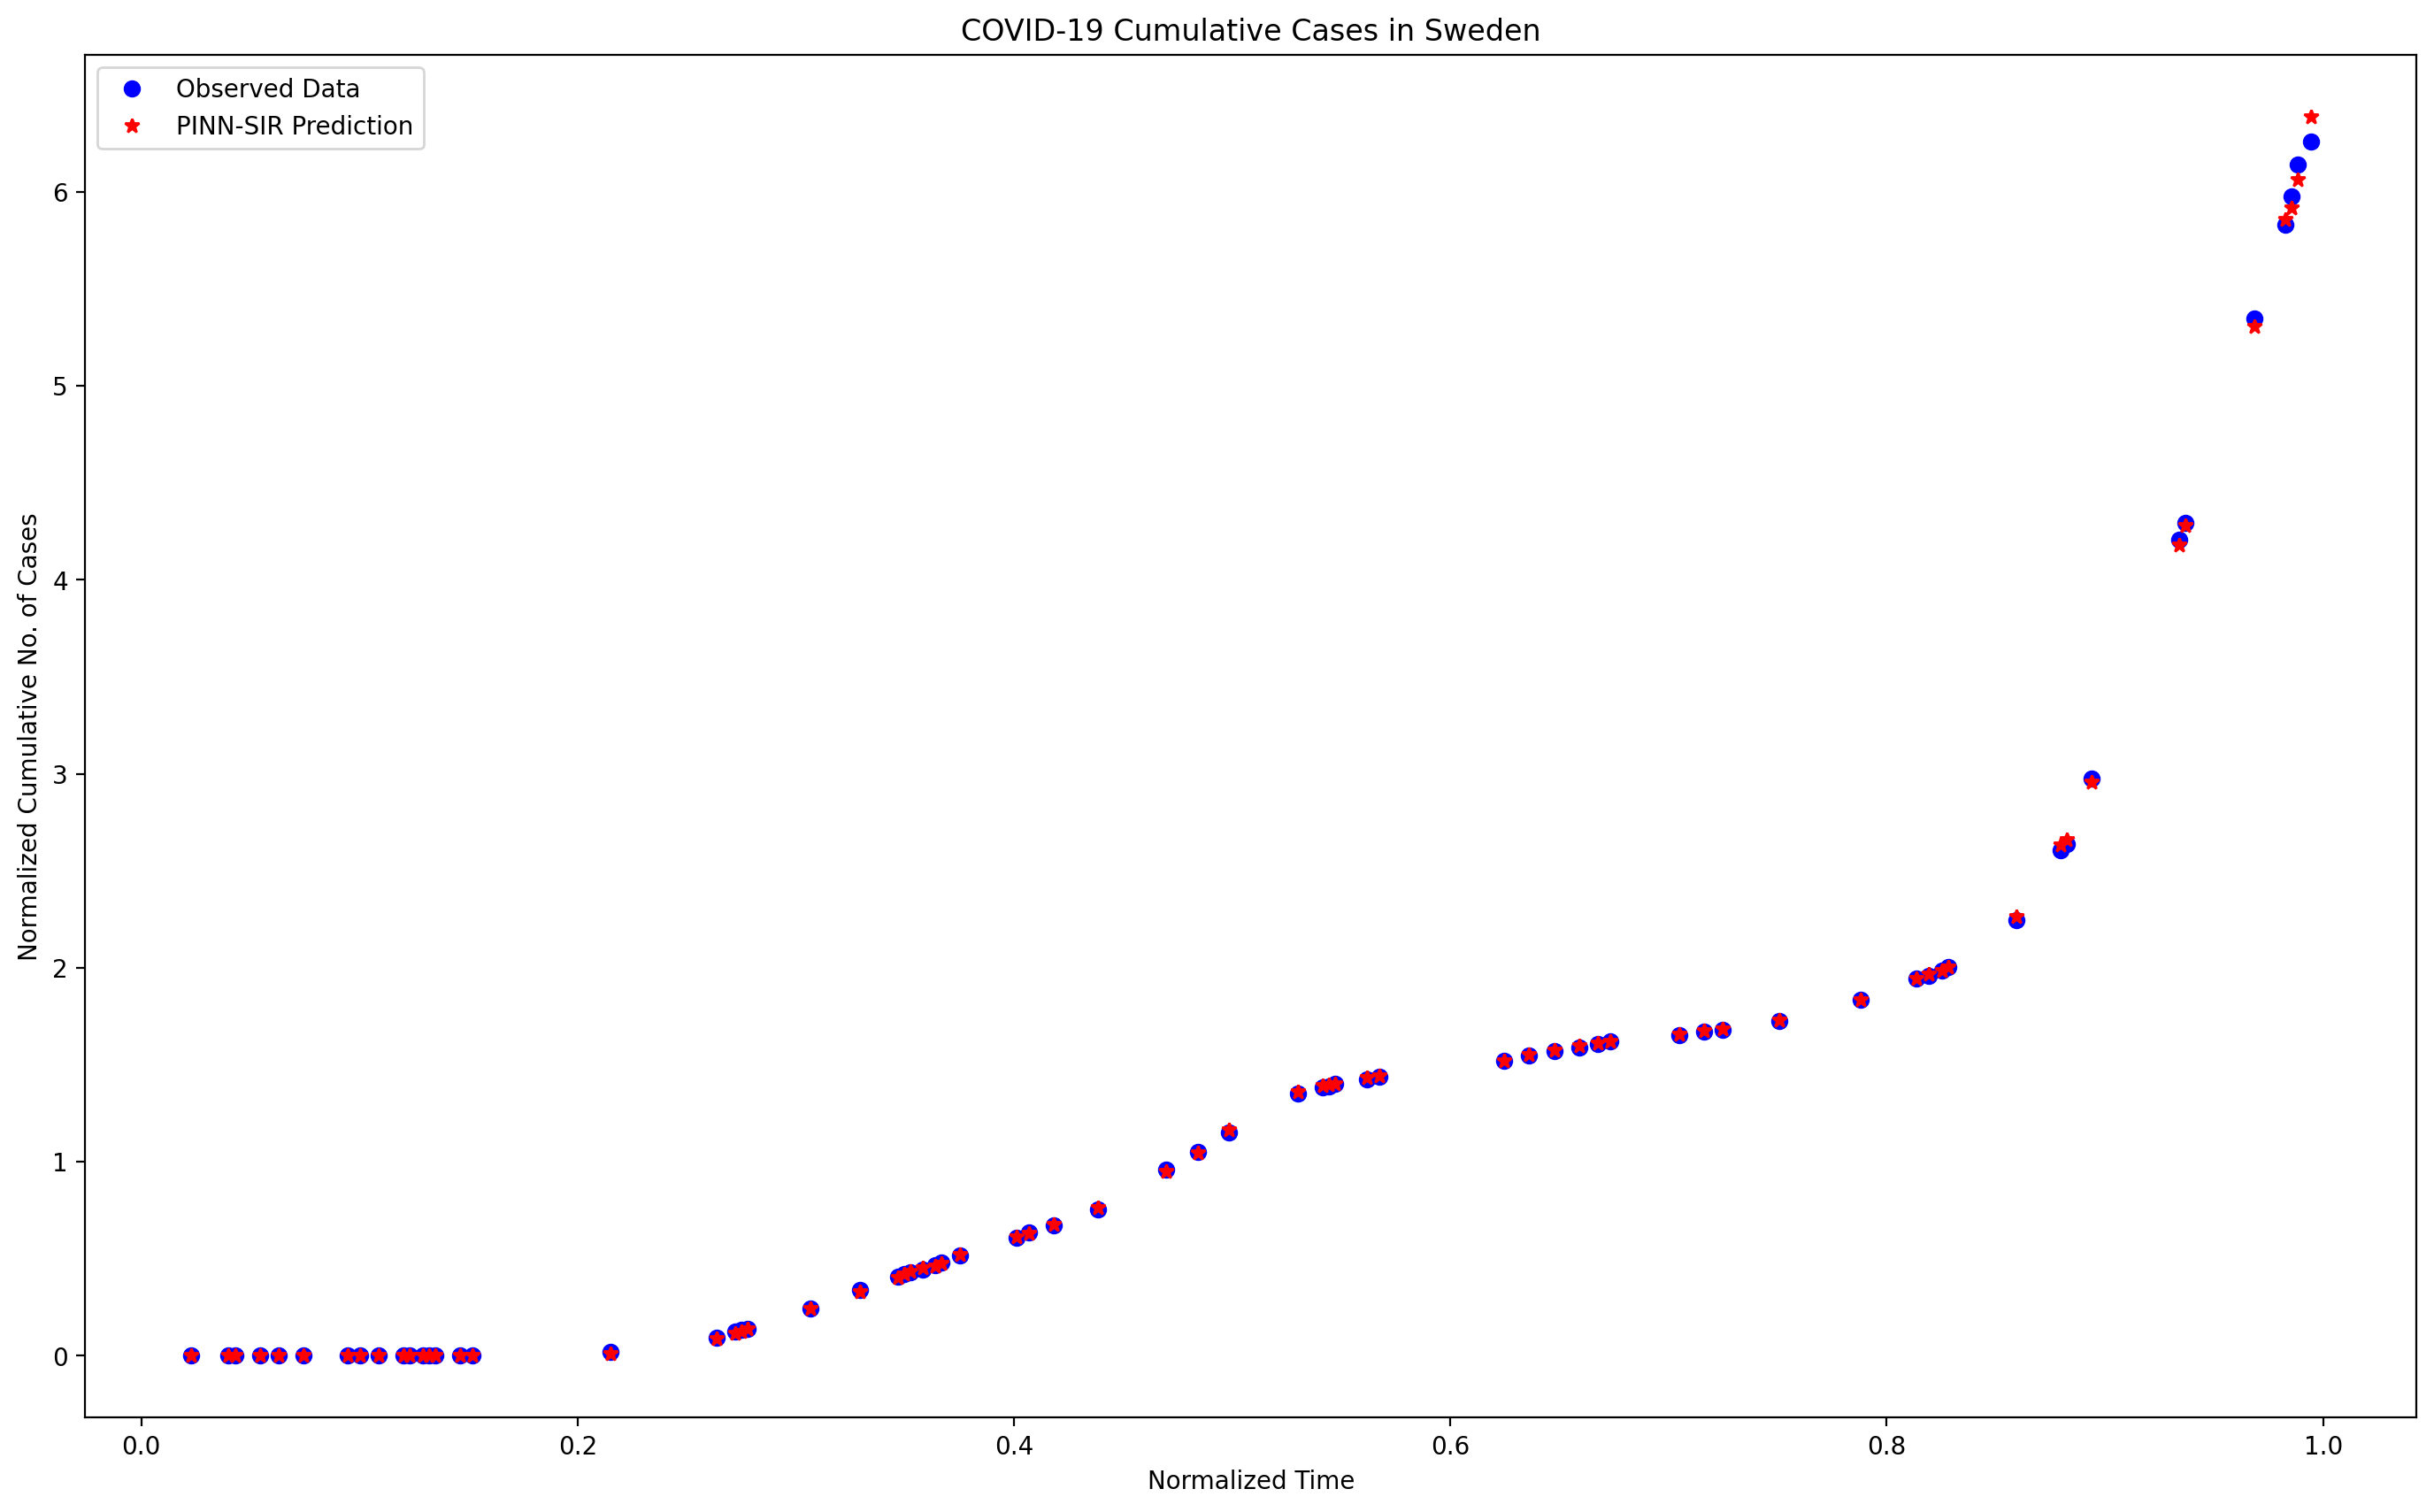 COVID-19 Cumulative Cases in Sweden
Observed Data
PINN-SIR Prediction
Normalized Cumulative No. of Cases
6
5
4
3
2
1
0
0.0 0.2 0.4 0.6 0.8 1.0
Normalized Time